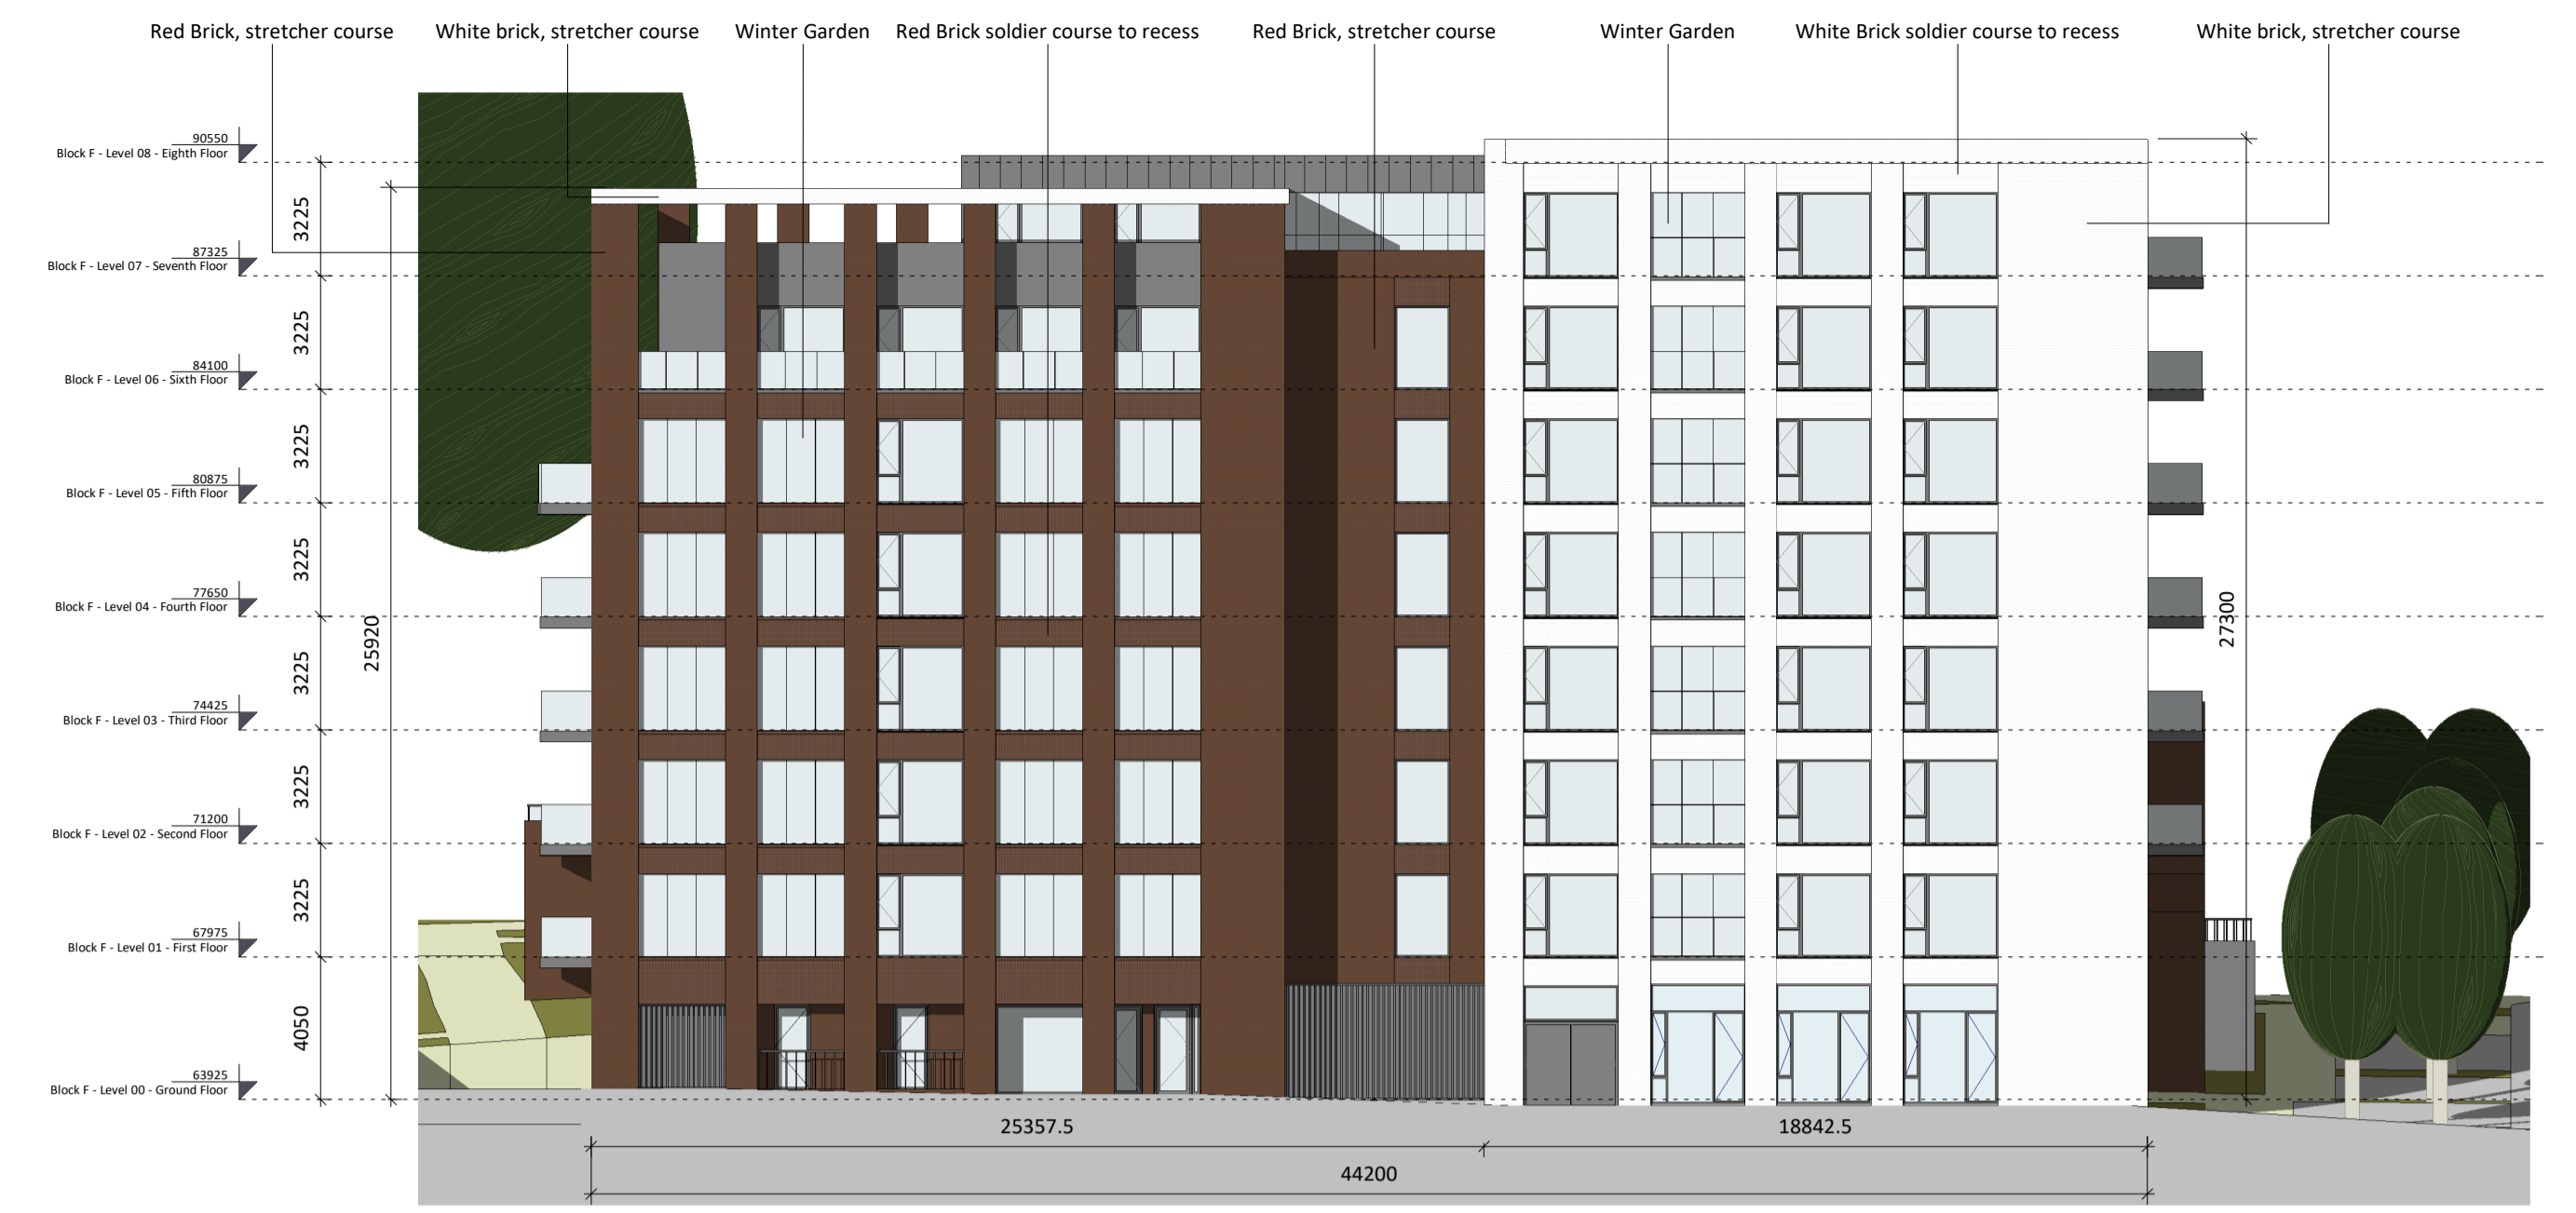 Red Brick, stretcher course
White brick, stretcher course
Winter Garden
Red Brick soldier course to recess
Red Brick, stretcher course
Winter Garden
White Brick soldier course to recess
White brick, stretcher course
90550
Block F - Level 08 - Eighth Floor
3225
87325
Block F - Level 07 - Seventh Floor
3225
84100
Block F - Level 06 - Sixth Floor
3225
80875
Block F - Level 05 - Fifth Floor
3225
77650
Block F - Level 04 - Fourth Floor
3225
74425
Block F - Level 03 - Third Floor
3225
71200
Block F - Level 02 - Second Floor
3225
67975
Block F - Level 01 - First Floor
4050
63925
Block F - Level 00 - Ground Floor
25920
27300
25357.5
18842.5
44200